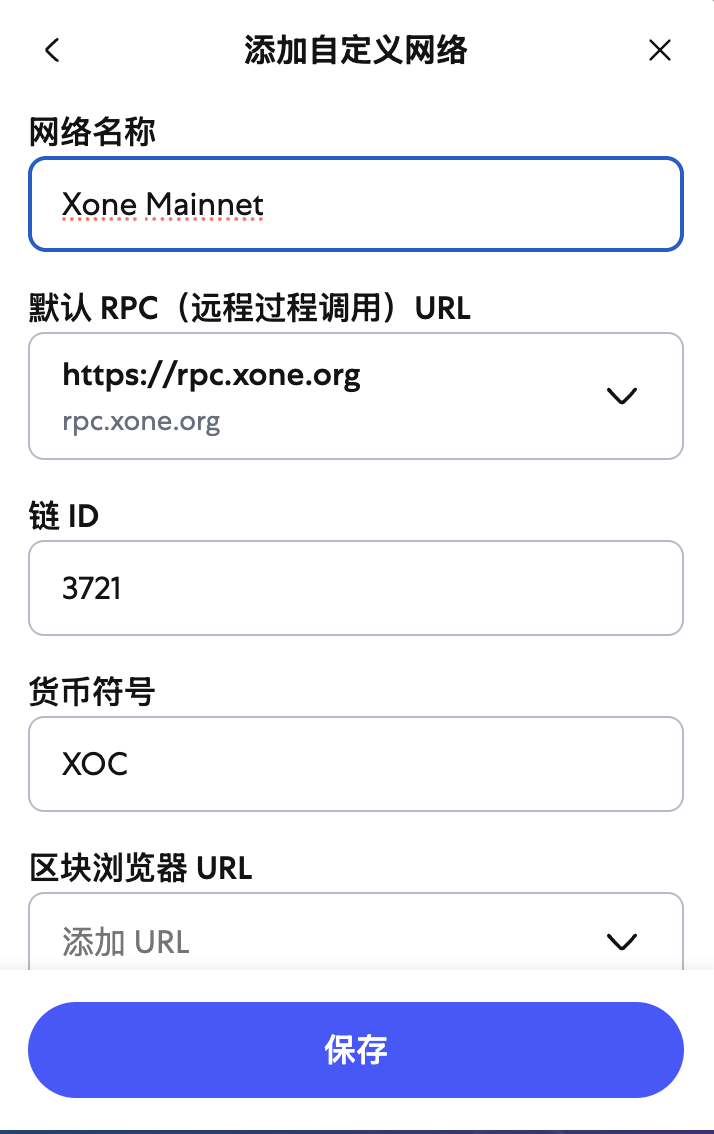 添加自定义网络
网络名称
Xone Mainnet
默认 RPC（远程过程调用）URL
https://rpc.xone.org
rpc.xone.org
链 ID
3721
货币符号
XOC
区块浏览器 URL
添加 URL
保存